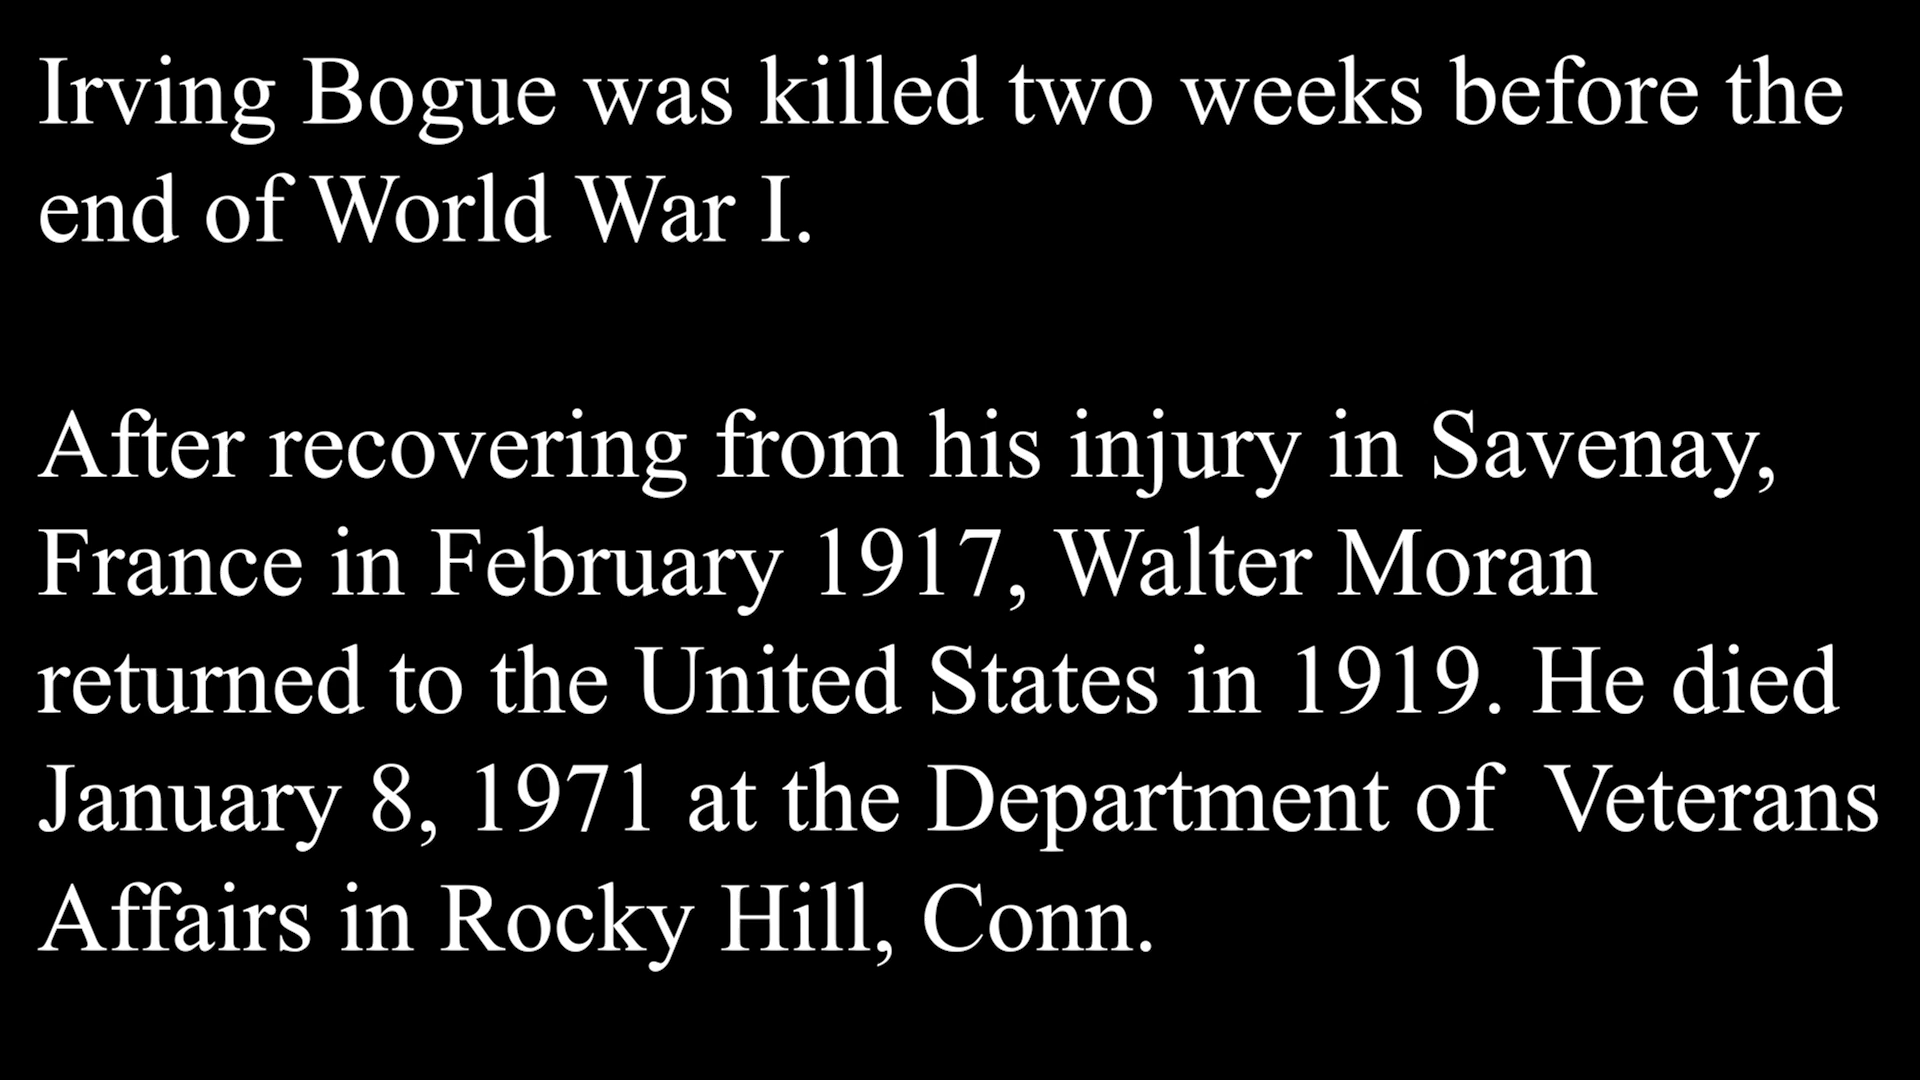 Irving Bogue was killed two weeks before the
end of World War I.
After recovering from his injury in Savenay,
France in February 1917, Walter Moran
returned to the United States in 1919. He died
January 8, 1971 at the Department of  Veterans
Affairs in Rocky Hill, Conn.